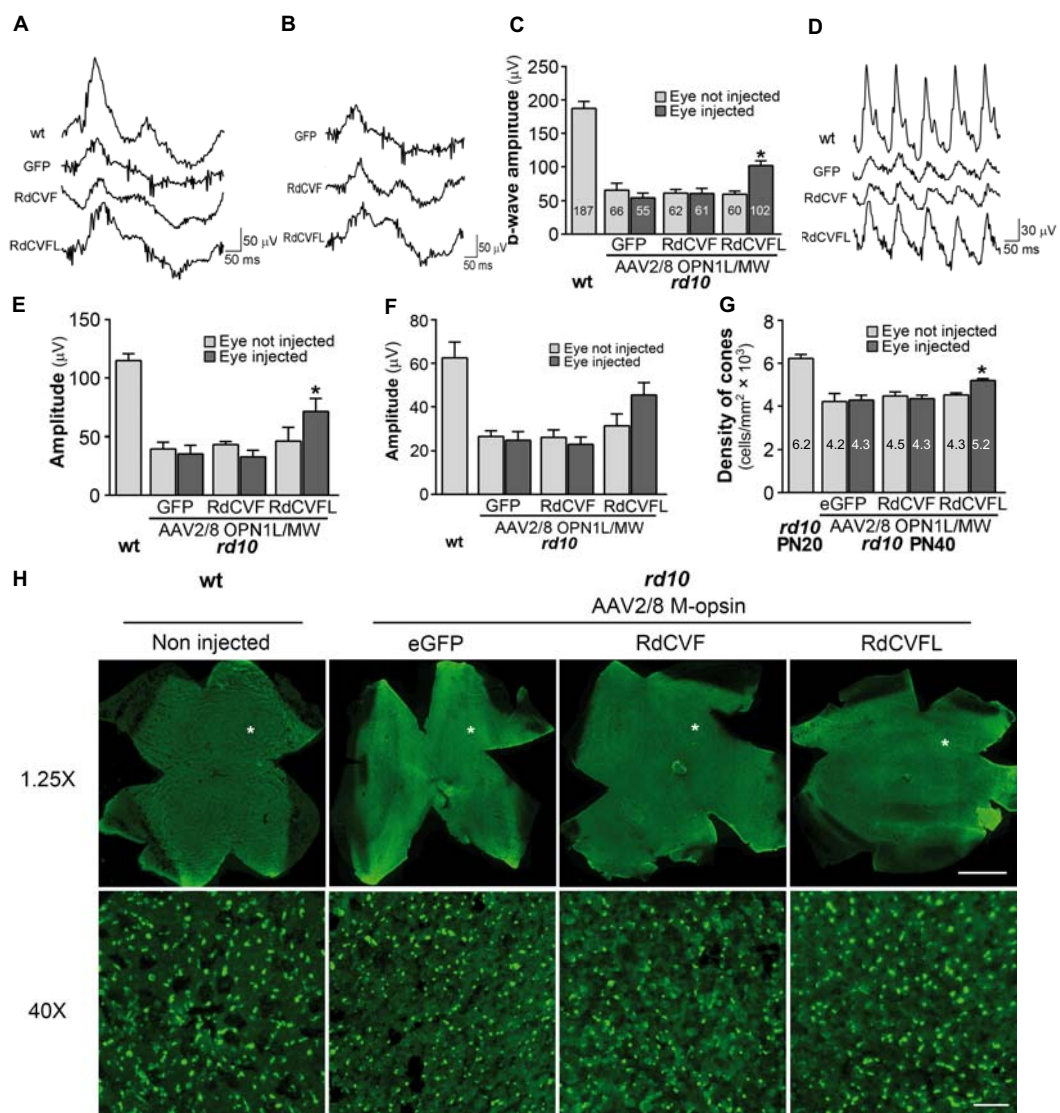 A
wt
GFP
RdCVF
RdCVFL
50 µV
50 ms
B
GFP
RdCVF
RdCVFL
50 µV
50 ms
C
b-wave amplitude (µV)
250
200
150
100
50
0
Eye not injected
Eye injected
*
187
66
55
62
61
60
102
GFP RdCVF RdCVFL
AAV2/8 OPN1L/MW
wt rd10
D
wt
GFP
RdCVF
RdCVFL
30 µV
50 ms
E
Amplitude (µV)
150
100
50
0
Eye not injected
Eye injected
*
GFP RdCVF RdCVFL
AAV2/8 OPN1L/MW
wt rd10
F
Amplitude (µV)
80
60
40
20
0
Eye not injected
Eye injected
GFP RdCVF RdCVFL
AAV2/8 OPN1L/MW
wt rd10
G
Density of cones
(cells/mm² × 10³)
8
6
4
2
0
Eye not injected
Eye injected
*
6.2
4.2
4.3
4.5
4.3
4.3
5.2
eGFP RdCVF RdCVFL
rd10 AAV2/8 OPN1L/MW
PN20 rd10 PN40
H
wt rd10
AAV2/8 M-opsin
Non injected eGFP RdCVF RdCVFL
1.25X
* * * *
40X